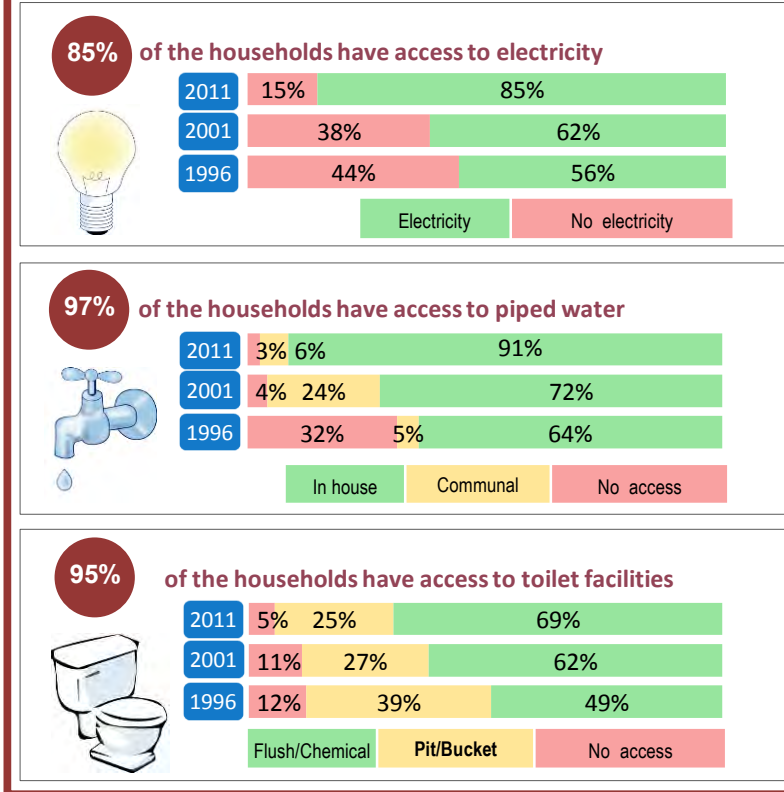 85% of the households have access to electricity
2011 15% 85%
2001 38% 62%
1996 44% 56%
Electricity No electricity
97% of the households have access to piped water
2011 3% 6% 91%
2001 4% 24% 72%
1996 32% 5% 64%
In house Communal No access
95% of the households have access to toilet facilities
2011 5% 25% 69%
2001 11% 27% 62%
1996 12% 39% 49%
Flush/Chemical Pit/Bucket No access